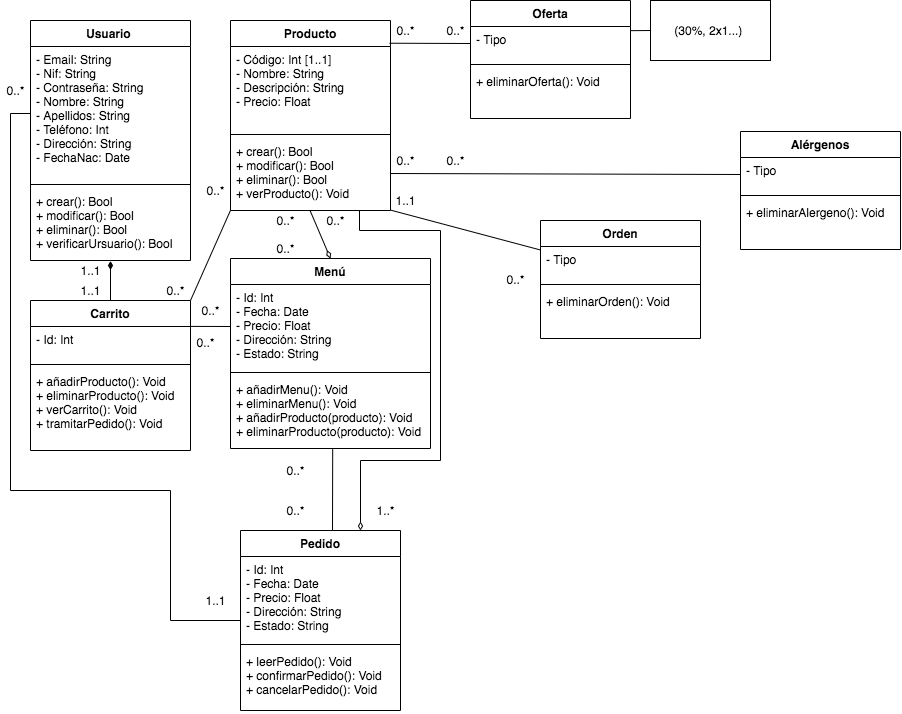 Usuario
- Email: String
- Nif: String
- Contraseña: String
- Nombre: String
- Apellidos: String
- Teléfono: Int
- Dirección: String
- FechaNac: Date
+ crear(): Bool
+ modificar(): Bool
+ eliminar(): Bool
+ verificarUrsuario(): Bool
0..*
1..1
1..1
Producto
- Código: Int [1..1]
- Nombre: String
- Descripción: String
- Precio: Float
+ crear(): Bool
+ modificar(): Bool
+ eliminar(): Bool
+ verProducto(): Void
0..* 0..*
Oferta
- Tipo
+ eliminarOferta(): Void
(30%, 2x1...)
0..* 0..*
Alérgenos
- Tipo
+ eliminarAlergeno(): Void
1..1
0..*
Orden
- Tipo
+ eliminarOrden(): Void
0..*
0..*
0..* 0..*
0..*
Carrito
- Id: Int
+ añadirProducto(): Void
+ eliminarProducto(): Void
+ verCarrito(): Void
+ tramitarPedido(): Void
0..*
0..*
Menú
- Id: Int
- Fecha: Date
- Precio: Float
- Dirección: String
- Estado: String
+ añadirMenu(): Void
+ eliminarMenu(): Void
+ añadirProducto(producto): Void
+ eliminarProducto(producto): Void
0..*
0..* 1..*
1..1
Pedido
- Id: Int
- Fecha: Date
- Precio: Float
- Dirección: String
- Estado: String
+ leerPedido(): Void
+ confirmarPedido(): Void
+ cancelarPedido(): Void